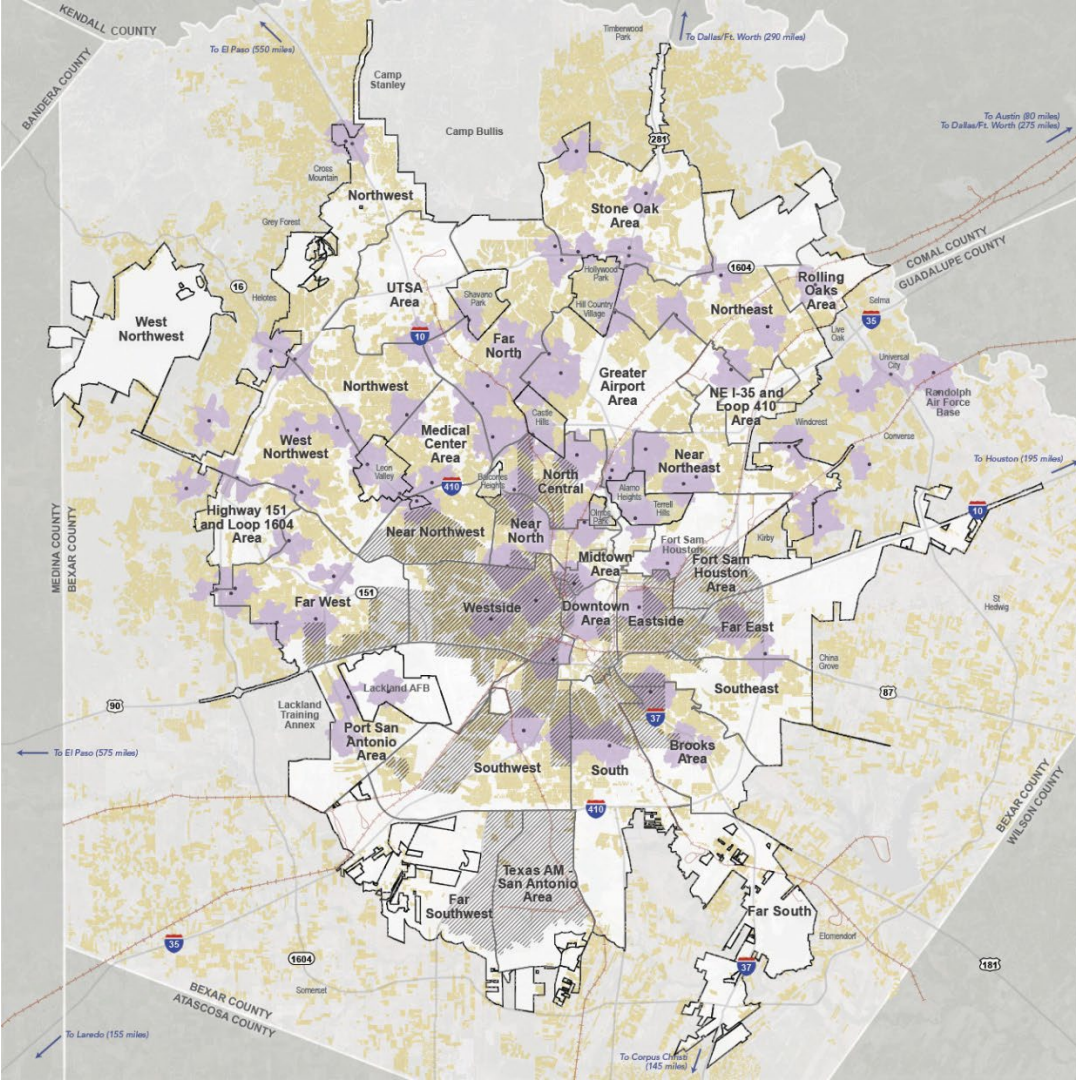 KENDALL COUNTY
BANDERA COUNTY
To El Paso (550 miles)
Timberwood
Park
To Dallas/Ft. Worth (290 miles)
Camp
Stanley
Camp Bullis
To Austin (80 miles)
To Dallas/Ft. Worth (275 miles)
281
Cross
Mountain
Northwest
Stone Oak
Area
Grey Forest
COMAL COUNTY
GUADALUPE COUNTY
1604
Hollywood
Park
Rolling
Oaks
Area
16
Helotes
UTSA
Area
Shavano
Park
Hill Country
Village
Northeast
Selma
35
West
Northwest
10
Far
North
Live
Oak
Universal
City
Northwest
Greater
Airport
Area
NE I-35 and
Loop 410
Area
Randolph
Air Force
Base
Castle
Hills
Windcrest
Converse
West
Northwest
Medical
Center
Area
Leon
Valley
410
Balcones
Heights
North
Central
Near
Northeast
Alamo
Heights
Terrell
Hills
Olmos
Park
To Houston (195 miles)
10
Highway 151
and Loop 1604
Area
Near Northwest
Near
North
Fort Sam
Houston
Kirby
MEDINA COUNTY
BEXAR COUNTY
Midtown
Area
Fort Sam
Houston
Area
Far West
151
Westside
Downtown
Area
Eastside
Far East
St
Hedwig
China
Grove
Lackland AFB
Southeast
87
90
Lackland
Training
Annex
37
Port San
Antonio
Area
Brooks
Area
To El Paso (575 miles)
Southwest
South
410
BEXAR COUNTY
WILSON COUNTY
Texas AM -
San Antonio
Area
Far
Southwest
Far South
Elomendorf
35
1604
37
181
Somerset
BEXAR COUNTY
ATASCOSA COUNTY
To Laredo (155 miles)
To Corpus Christi
(145 miles)